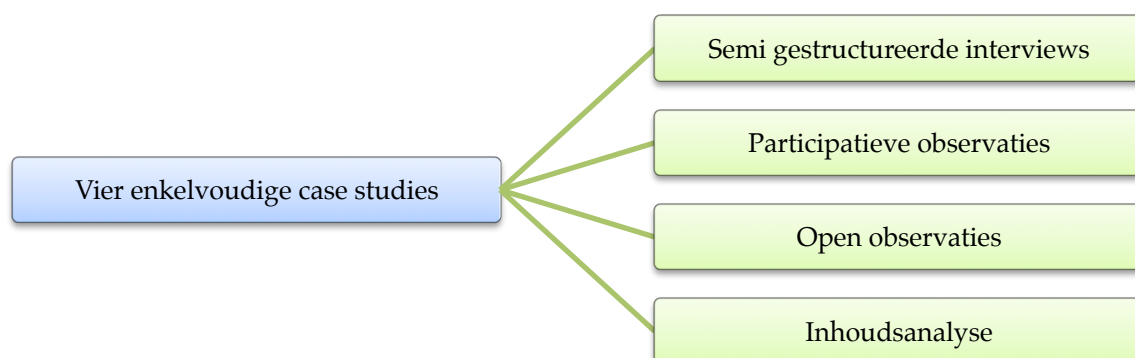 Semi gestructureerde interviews
Participatieve observaties
Vier enkelvoudige case studies
Open observaties
Inhoudsanalyse